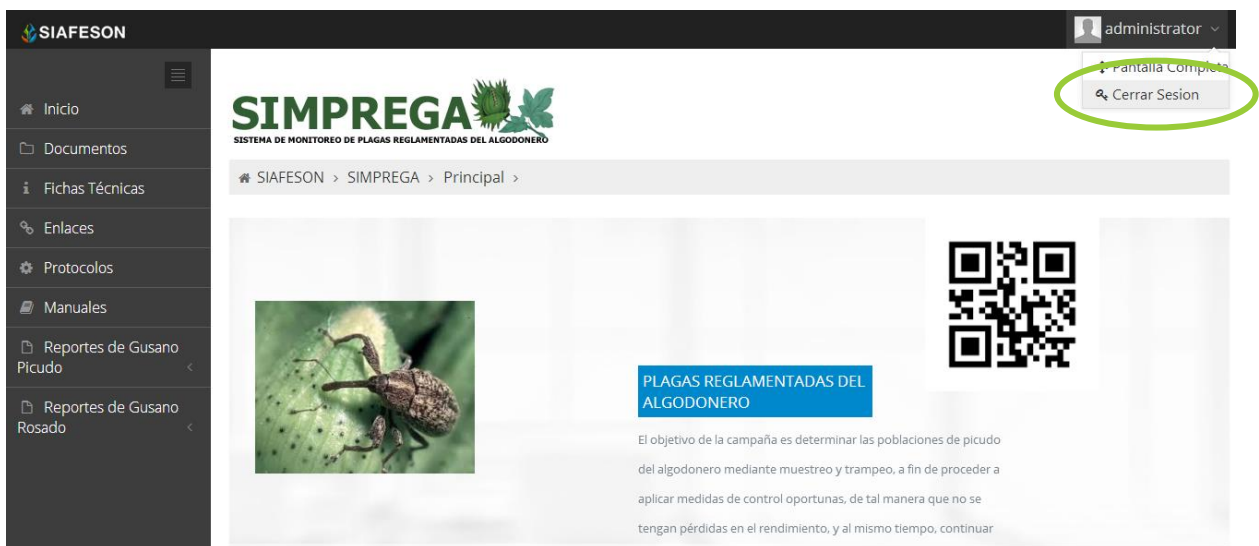 SIAFESON
administrator
Pantalla Completa
Cerrar Sesion
Inicio
Documentos
Fichas Técnicas
Enlaces
Protocolos
Manuales
Reportes de Gusano
Picudo
Reportes de Gusano
Rosado
SIMPREGA
SISTEMA DE MONITOREO DE PLAGAS REGLAMENTADAS DEL ALGODONERO
SIAFESON > SIMPREGA > Principal >
PLAGAS REGLAMENTADAS DEL
ALGODONERO
El objetivo de la campaña es determinar las poblaciones de picudo
del algodonero mediante muestreo y trampeo, a fin de proceder a
aplicar medidas de control oportunas, de tal manera que no se
tengan pérdidas en el rendimiento, y al mismo tiempo, continuar